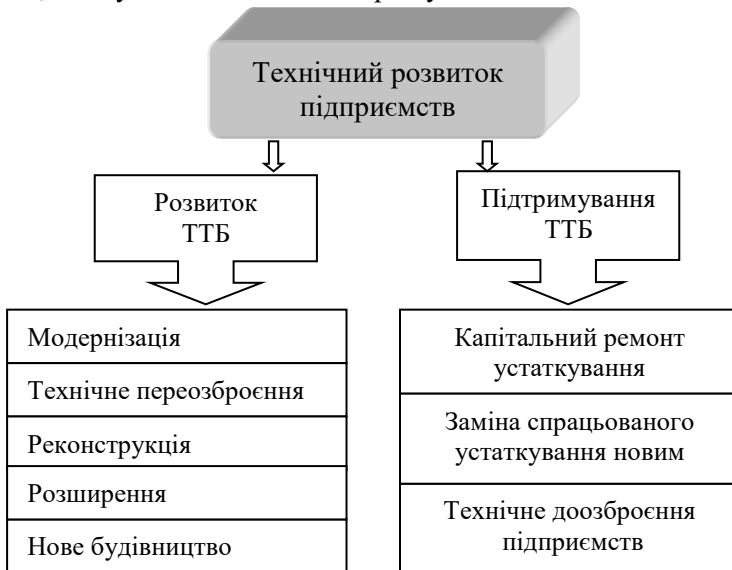 Технічний розвиток
підприємств
Розвиток
ТТБ
Підтримування
ТТБ
Модернізація
Технічне переозброєння
Реконструкція
Розширення
Нове будівництво
Капітальний ремонт
устаткування
Заміна спрацьованого
устаткування новим
Технічне доозброєння
підприємств